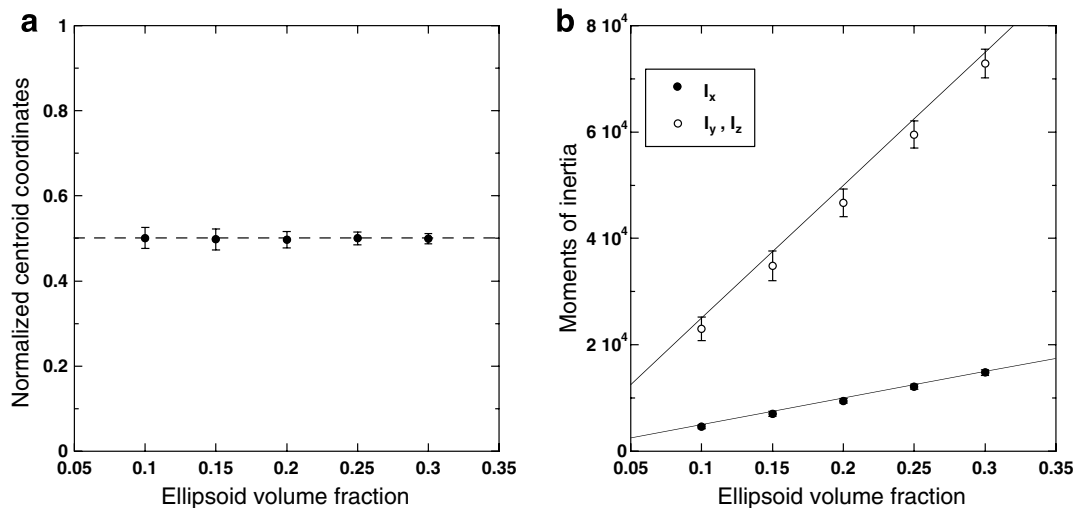 a
Normalized centroid coordinates
1
0.8
0.6
0.4
0.2
0
0.05 0.1 0.15 0.2 0.25 0.3 0.35
Ellipsoid volume fraction
b
Moments of inertia
8 10⁴
6 10⁴
4 10⁴
2 10⁴
0
Iₓ
I_y , I_z
0.05 0.1 0.15 0.2 0.25 0.3 0.35
Ellipsoid volume fraction